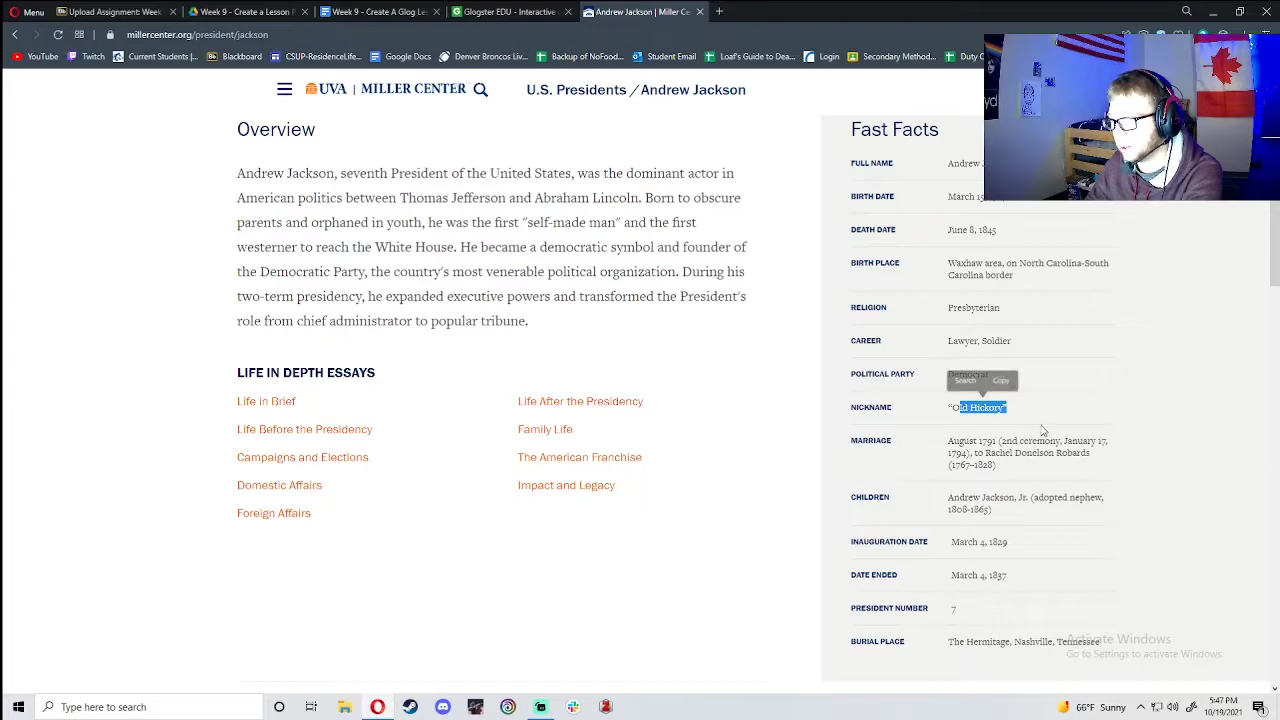 Menu
Upload Assignment: Week
Week 9 - Create Lesson P
Week 9 - Create A Glog Les
Glogster EDU - Interactive
Andrew Jackson | Miller Ce
millercenter.org/president/jackson
YouTube
Twitch
Current Students |...
Blackboard
CSUP-ResidenceLife...
Google Docs
Denver Broncos Liv...
Backup of NoFood...
Student Email
Loaf's Guide to Dea...
Login
Secondary Method...
Duty
UVA | MILLER CENTER
U.S. Presidents / Andrew Jackson
Overview
Andrew Jackson, seventh President of the United States, was the dominant actor in
American politics between Thomas Jefferson and Abraham Lincoln. Born to obscure
parents and orphaned in youth, he was the first "self-made man" and the first
westerner to reach the White House. He became a democratic symbol and founder of
the Democratic Party, the country's most venerable political organization. During his
two-term presidency, he expanded executive powers and transformed the President's
role from chief administrator to popular tribune.
LIFE IN DEPTH ESSAYS
Life in Brief
Life Before the Presidency
Campaigns and Elections
Domestic Affairs
Foreign Affairs
Life After the Presidency
Family Life
The American Franchise
Impact and Legacy
Fast Facts
FULL NAME
Andrew J
BIRTH DATE
March 15
DEATH DATE
June 8, 1845
BIRTH PLACE
Waxhaw area, on North Carolina-South
Carolina border
RELIGION
Presbyterian
CAREER
Lawyer, Soldier
POLITICAL PARTY
Democrat
Search Copy
NICKNAME
“Old Hickory”
MARRIAGE
August 1791 (2nd ceremony, January 17,
1794), to Rachel Donelson Robards
(1767–1828)
CHILDREN
Andrew Jackson, Jr. (adopted nephew,
1808-1865)
INAUGURATION DATE
March 4, 1829
DATE ENDED
March 4, 1837
PRESIDENT NUMBER
7
BURIAL PLACE
The Hermitage, Nashville, Tennessee
Activate Windows
Go to Settings to activate Windows.
Type here to search
66°F Sunny
5:47 PM
10/19/2021